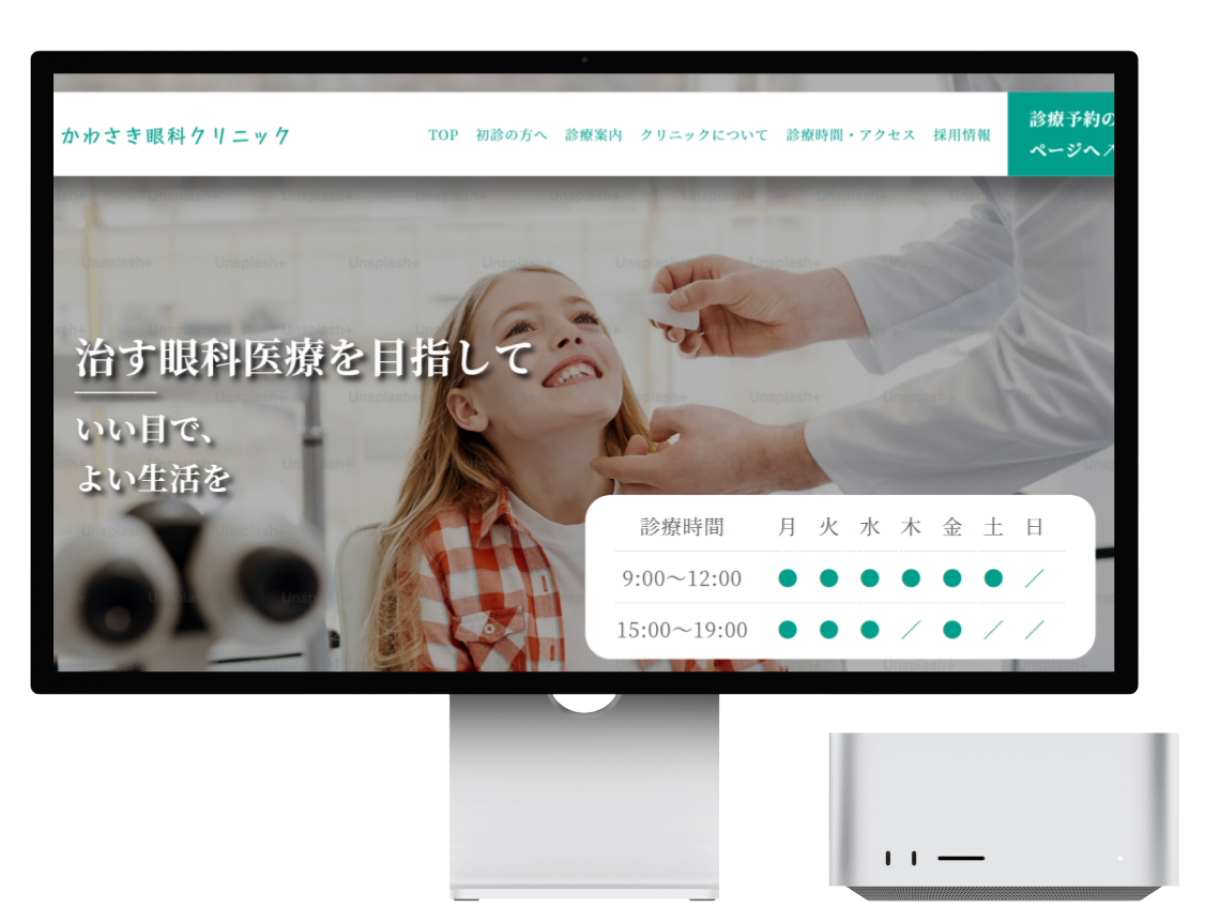 かわさき眼科クリニック
TOP 初診の方へ 診療案内 クリニックについて 診療時間・アクセス 採用情報
診療予約の
ページへ↗
治す眼科医療を目指して
いい目で、
よい生活を
診療時間 月 火 水 木 金 土 日
9:00～12:00 ● ● ● ● ● ● ／
15:00～19:00 ● ● ● ／ ● ／ ／
Unsplash+